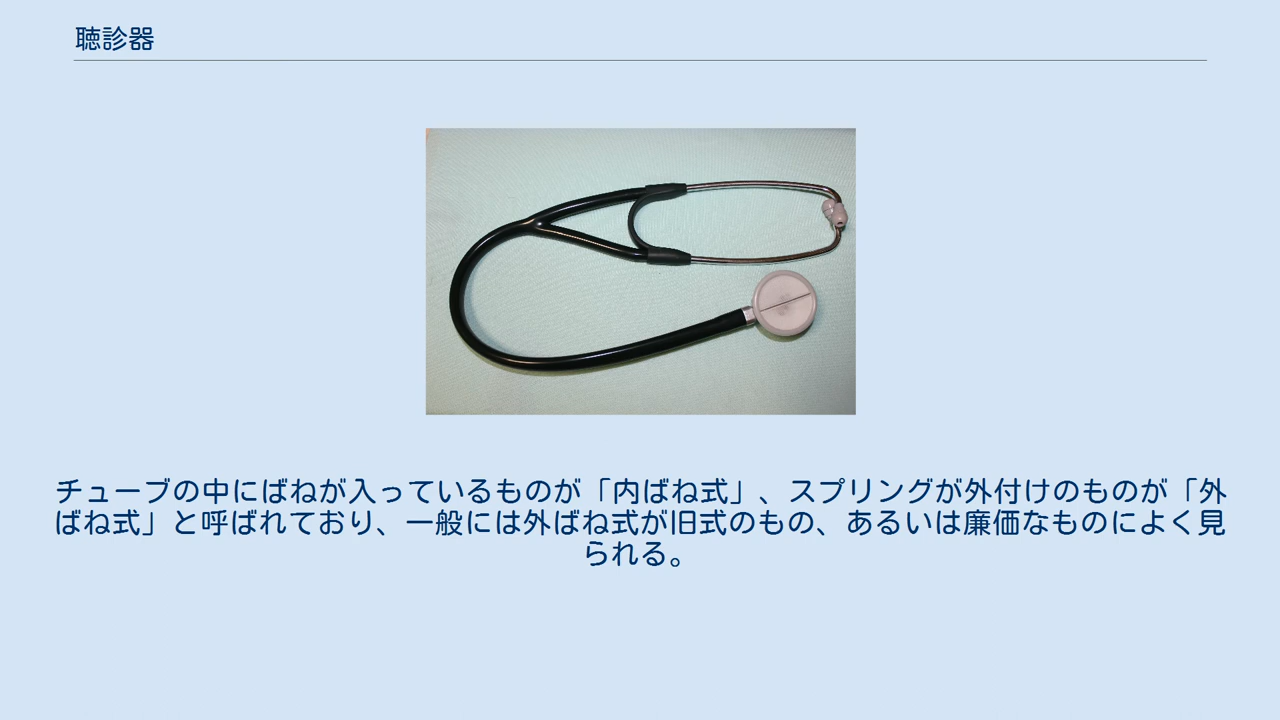 聴診器
チューブの中にばねが入っているものが「内ばね式」、スプリングが外付けのものが「外
ばね式」と呼ばれており、一般には外ばね式が旧式のもの、あるいは廉価なものによく見
られる。